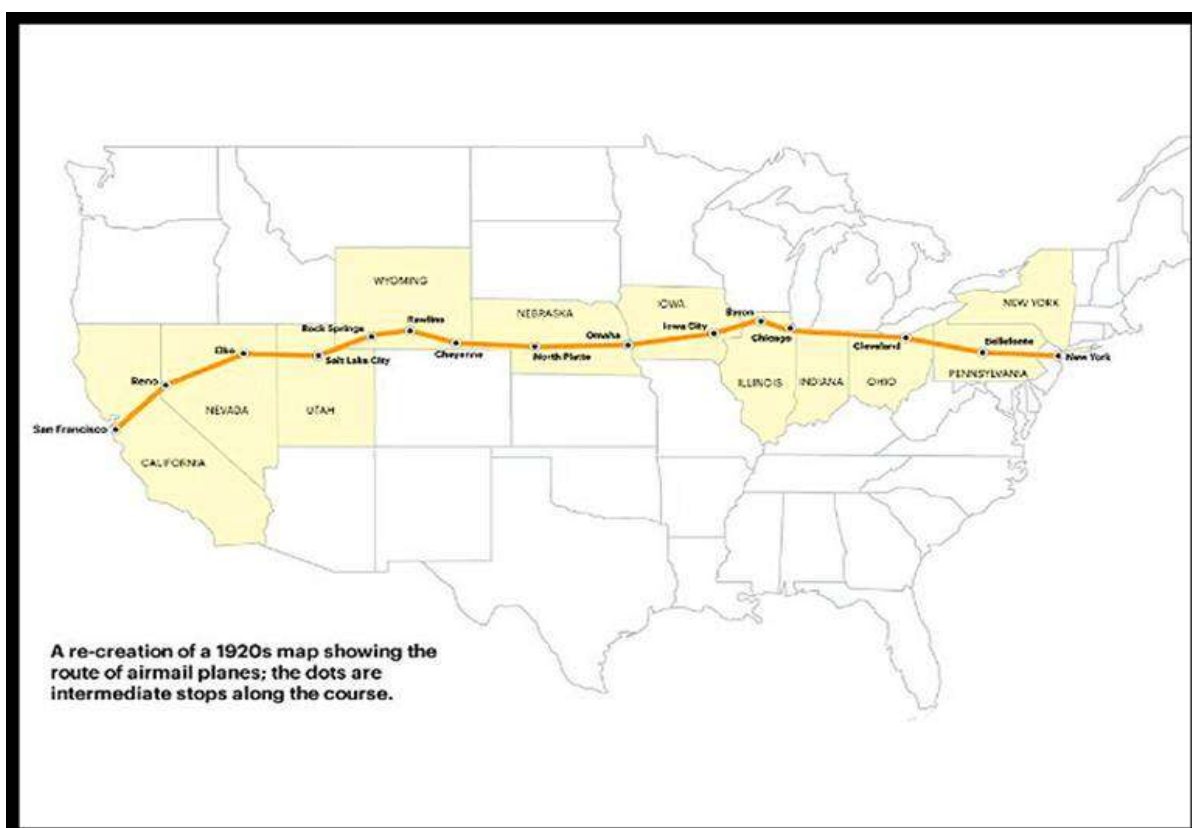 WYOMING
NEW YORK
IOWA
NEBRASKA
Rawlins
Byron
Rock Springs
Iowa City
Omaha
Chicago
Cleveland
Bellefonte
Elko
Salt Lake City
Cheyenne
North Platte
New York
Reno
PENNSYLVANIA
ILLINOIS
INDIANA
OHIO
NEVADA
UTAH
San Francisco
CALIFORNIA
A re-creation of a 1920s map showing the
route of airmail planes; the dots are
intermediate stops along the course.